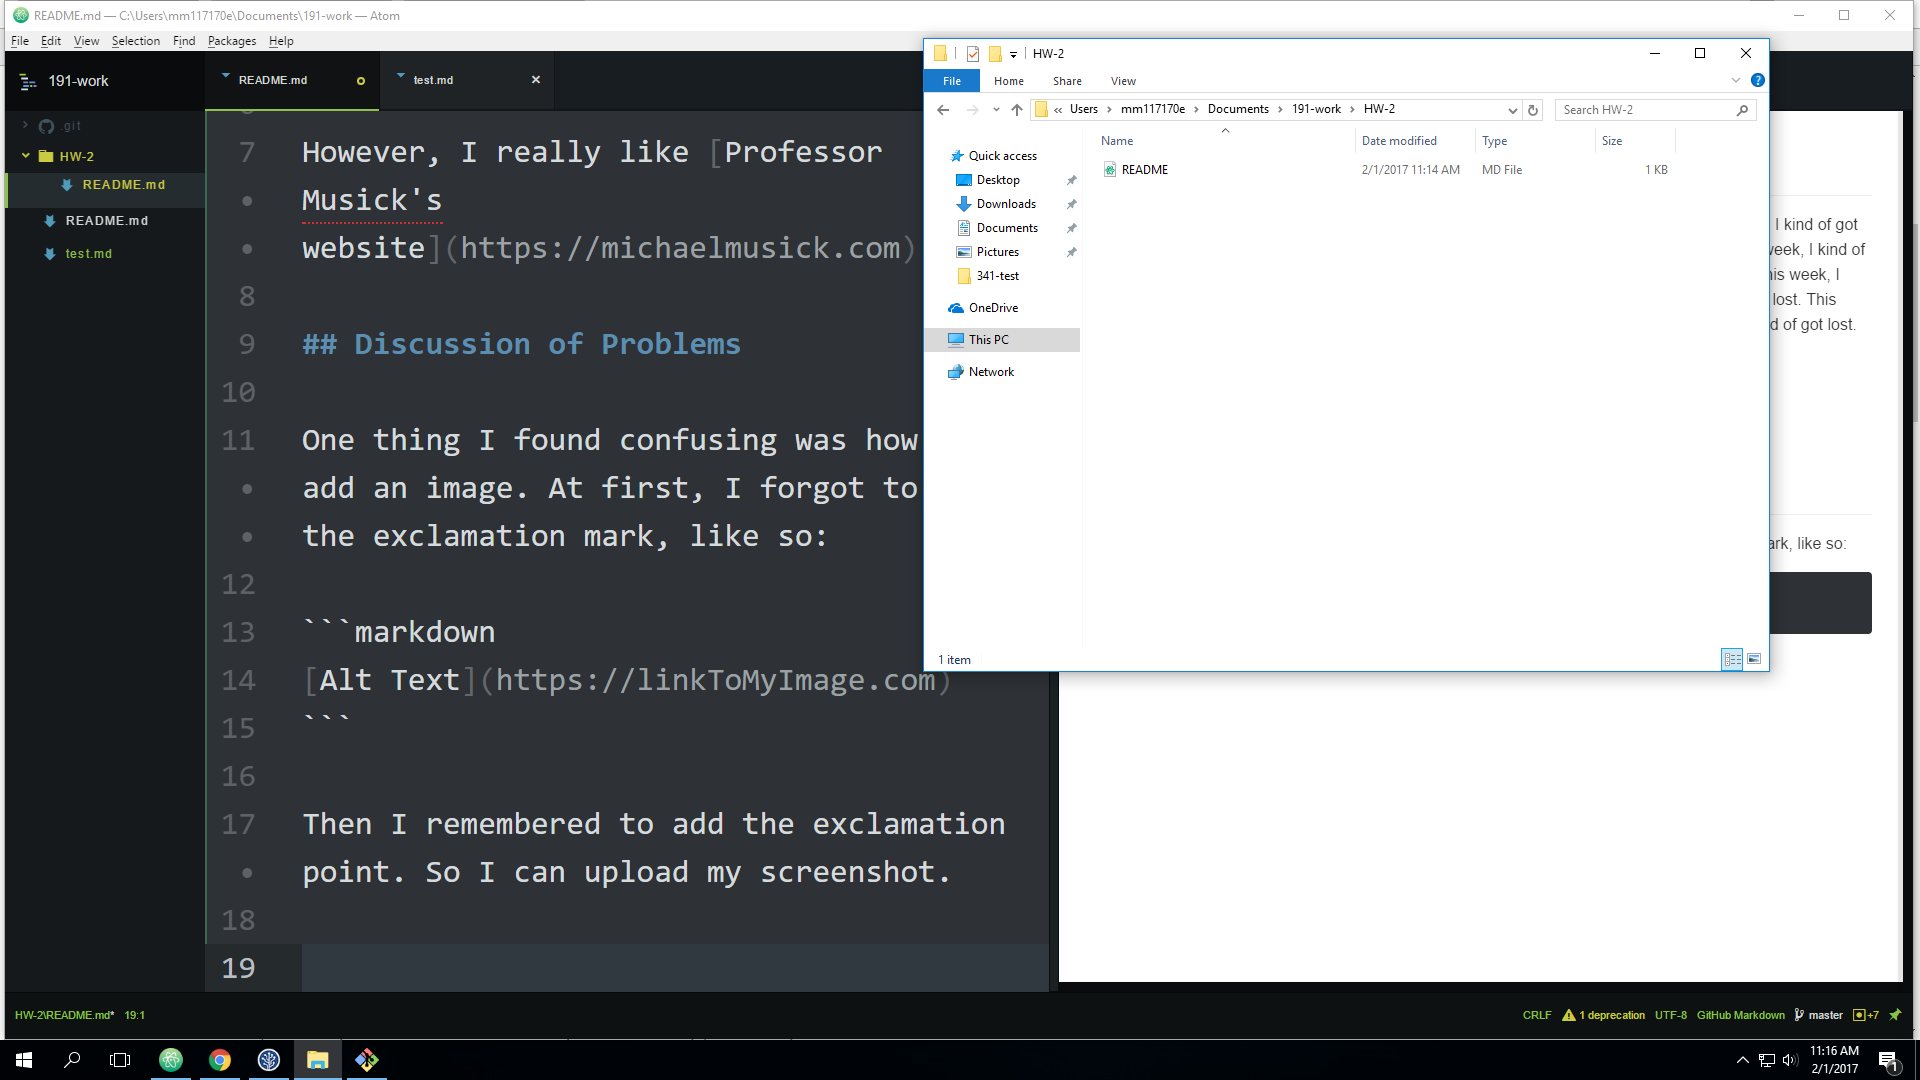 README.md — C:\Users\mm117170e\Documents\191-work — Atom
File Edit View Selection Find Packages Help
191-work
README.md
test.md
.git
HW-2
README.md
README.md
test.md
7 However, I really like [Professor
• Musick's
• website](https://michaelmusick.com)
8
9 ## Discussion of Problems
10
11 One thing I found confusing was how
• add an image. At first, I forgot to
• the exclamation mark, like so:
12
13 ```markdown
14 [Alt Text](https://linkToMyImage.com)
15 ```
16
17 Then I remembered to add the exclamation
• point. So I can upload my screenshot.
18
19
HW-2
File Home Share View
« Users › mm117170e › Documents › 191-work › HW-2
Search HW-2
Name Date modified Type Size
README 2/1/2017 11:14 AM MD File 1 KB
Quick access
Desktop
Downloads
Documents
Pictures
341-test
OneDrive
This PC
Network
1 item
I kind of got
eek, I kind of
is week, I
lost. This
d of got lost.
ark, like so:
HW-2\README.md* 19:1
CRLF 1 deprecation UTF-8 GitHub Markdown master +7
11:16 AM
2/1/2017
1